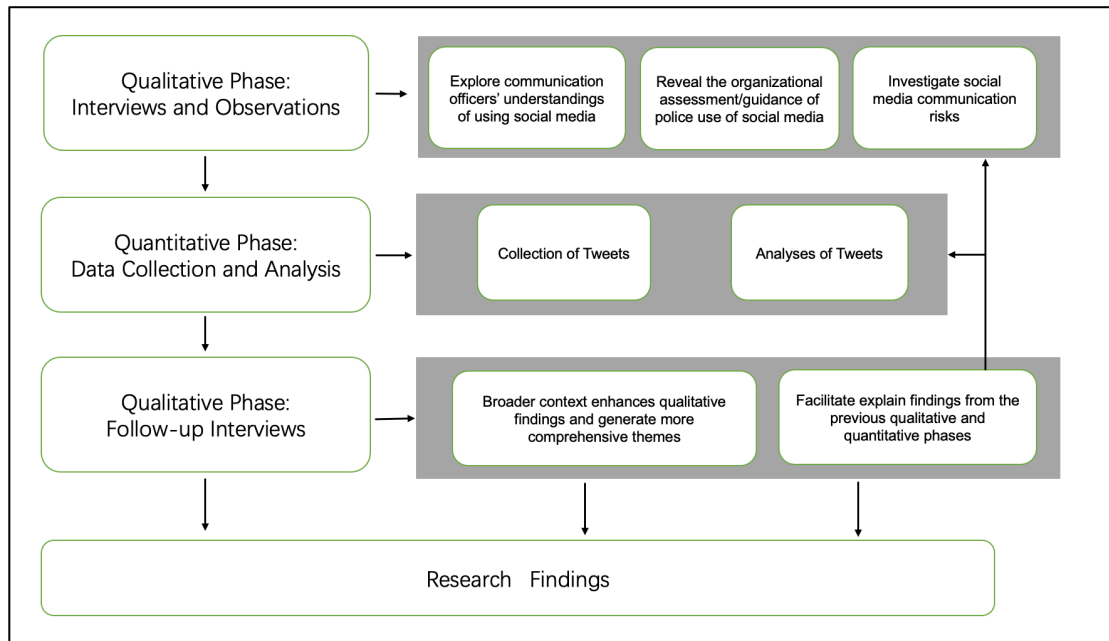 Qualitative Phase:
Interviews and Observations
Explore communication
officers' understandings
of using social media
Reveal the organizational
assessment/guidance of
police use of social media
Investigate social
media communication
risks
Quantitative Phase:
Data Collection and Analysis
Collection of Tweets
Analyses of Tweets
Qualitative Phase:
Follow-up Interviews
Broader context enhances qualitative
findings and generate more
comprehensive themes
Facilitate explain findings from the
previous qualitative and
quantitative phases
Research Findings